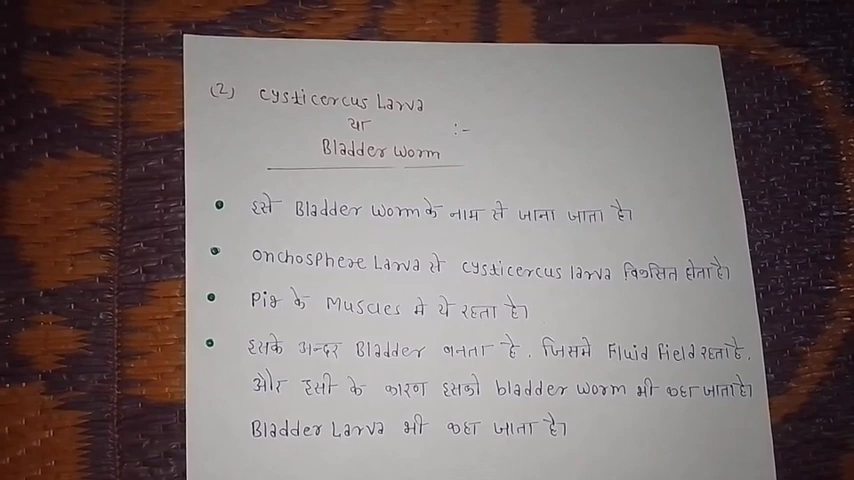 (2) Cysticercus Larva
या :-
Bladder Worm
इसे Bladder Worm के नाम से जाना जाता है।
Onchosphere Larva से Cysticercus larva विकसित होता है।
Pig के Muscles मे ये रहता है।
इसके अन्दर Bladder बनता है, जिसमे Fluid Field रहता है,
और इसी के कारण इसको bladder worm भी कहा जाता है।
Bladder Larva भी कहा जाता है।